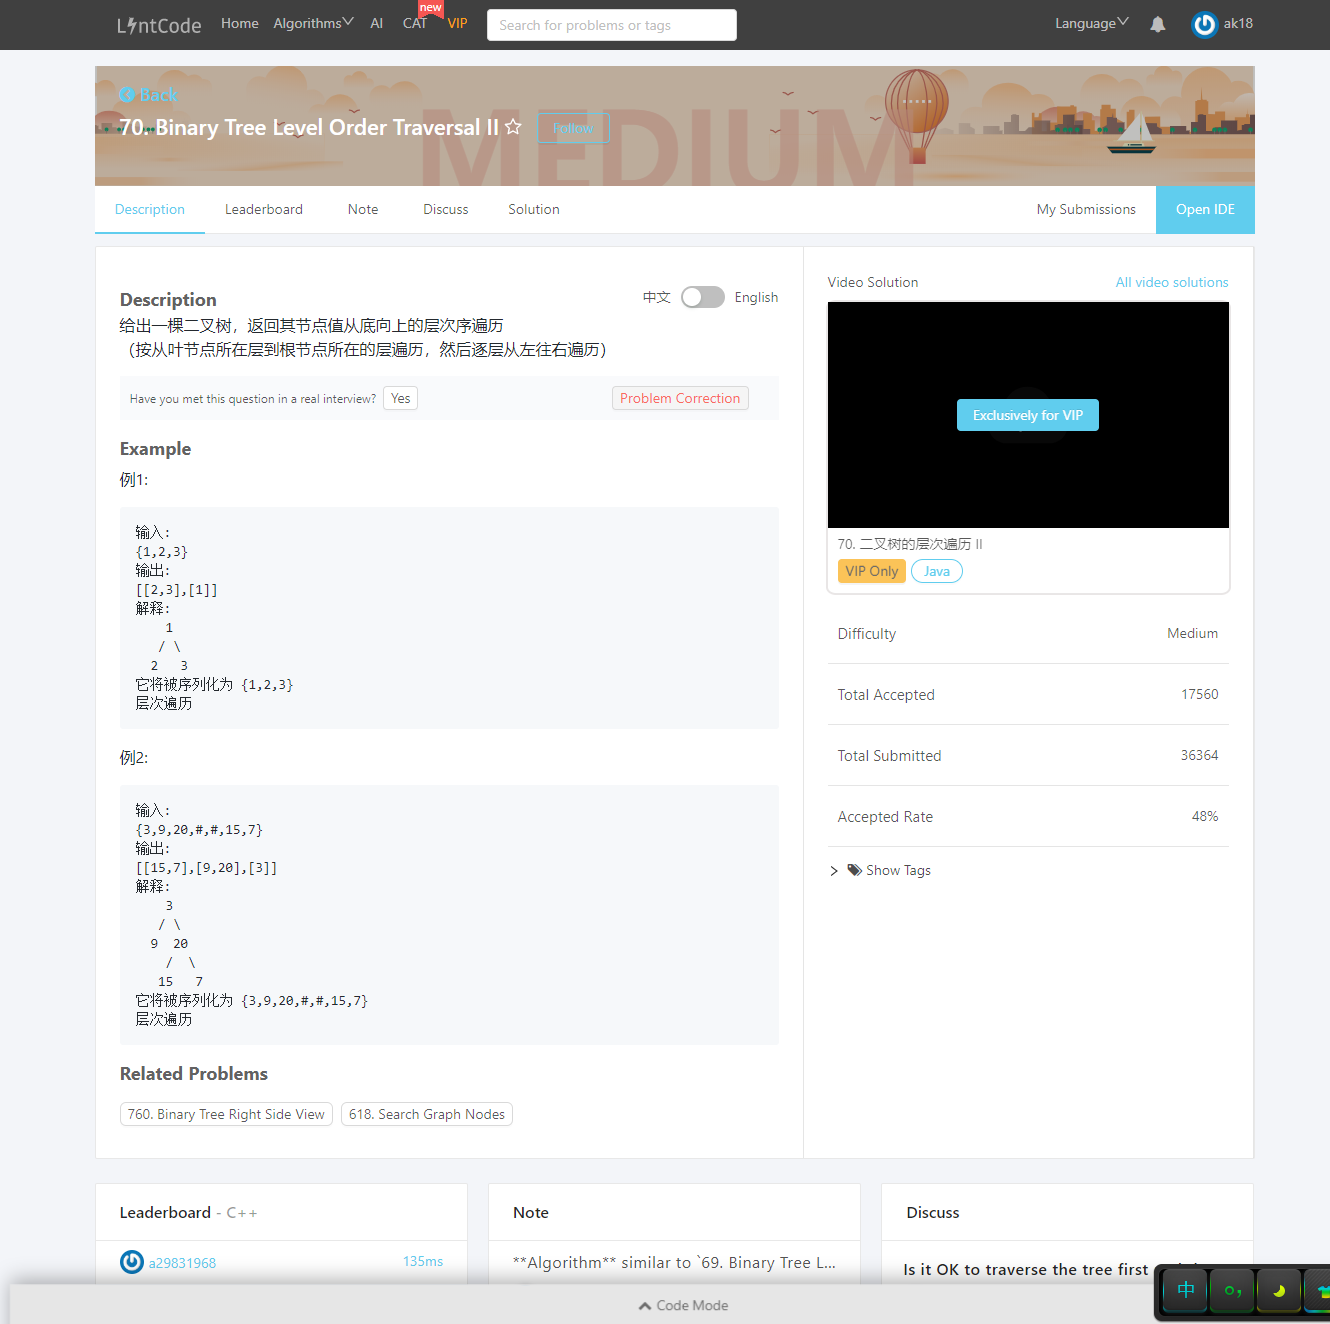 LintCode
Home
Algorithms
AI
CAT
new
VIP
Search for problems or tags
Language
ak18
Back
70. Binary Tree Level Order Traversal II
Follow
MEDIUM
Description
Leaderboard
Note
Discuss
Solution
My Submissions
Open IDE
Description
中文
English
给出一棵二叉树，返回其节点值从底向上的层次序遍历
（按从叶节点所在层到根节点所在的层遍历，然后逐层从左往右遍历）
Have you met this question in a real interview?
Yes
Problem Correction
Example
例1:
输入:
{1,2,3}
输出:
[[2,3],[1]]
解释:
1
/ \
2 3
它将被序列化为 {1,2,3}
层次遍历
例2:
输入:
{3,9,20,#,#,15,7}
输出:
[[15,7],[9,20],[3]]
解释:
3
/ \
9 20
/ \
15 7
它将被序列化为 {3,9,20,#,#,15,7}
层次遍历
Related Problems
760. Binary Tree Right Side View
618. Search Graph Nodes
Video Solution
All video solutions
Exclusively for VIP
70. 二叉树的层次遍历 II
VIP Only
Java
Difficulty
Medium
Total Accepted
17560
Total Submitted
36364
Accepted Rate
48%
Show Tags
Leaderboard - C++
a29831968
135ms
Note
**Algorithm** similar to `69. Binary Tree L...
Discuss
Is it OK to traverse the tree first
Code Mode
中